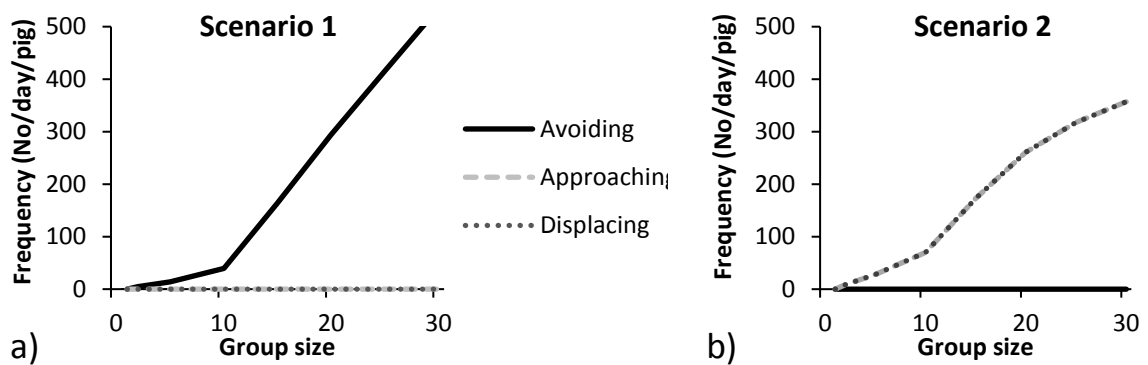 Scenario 1
Frequency (No/day/pig)
500
400
300
200
100
0
0 10 20 30
Group size
a)
Avoiding
Approaching
Displacing
Scenario 2
Frequency (No/day/pig)
500
400
300
200
100
0
0 10 20 30
Group size
b)